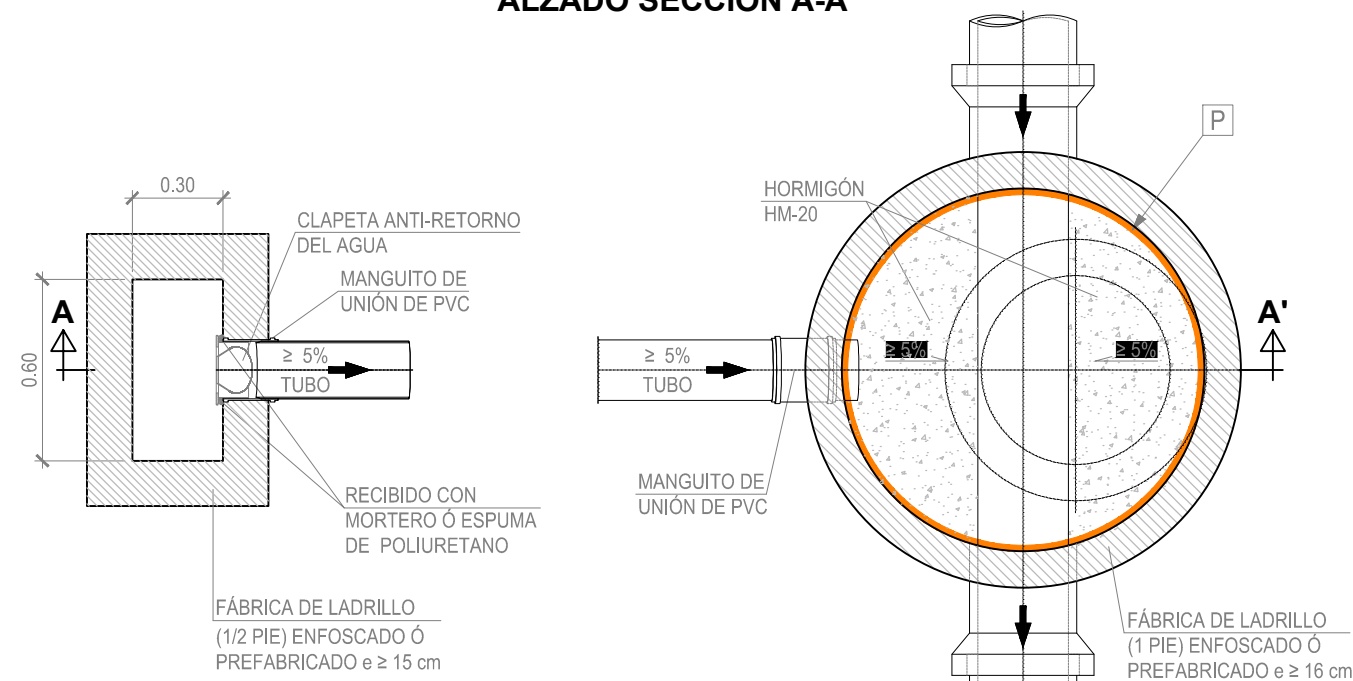 ALZADO SECCIÓN A-A'
0.30
CLAPETA ANTI-RETORNO
DEL AGUA
MANGUITO DE
UNIÓN DE PVC
A
0.60
≥ 5%
TUBO
RECIBIDO CON
MORTERO Ó ESPUMA
DE POLIURETANO
FÁBRICA DE LADRILLO
(1/2 PIE) ENFOSCADO Ó
PREFABRICADO e ≥ 15 cm
P
HORMIGÓN
HM-20
A'
≥ 5%
≥ 5%
≥ 5%
TUBO
MANGUITO DE
UNIÓN DE PVC
FÁBRICA DE LADRILLO
(1 PIE) ENFOSCADO Ó
PREFABRICADO e ≥ 16 cm